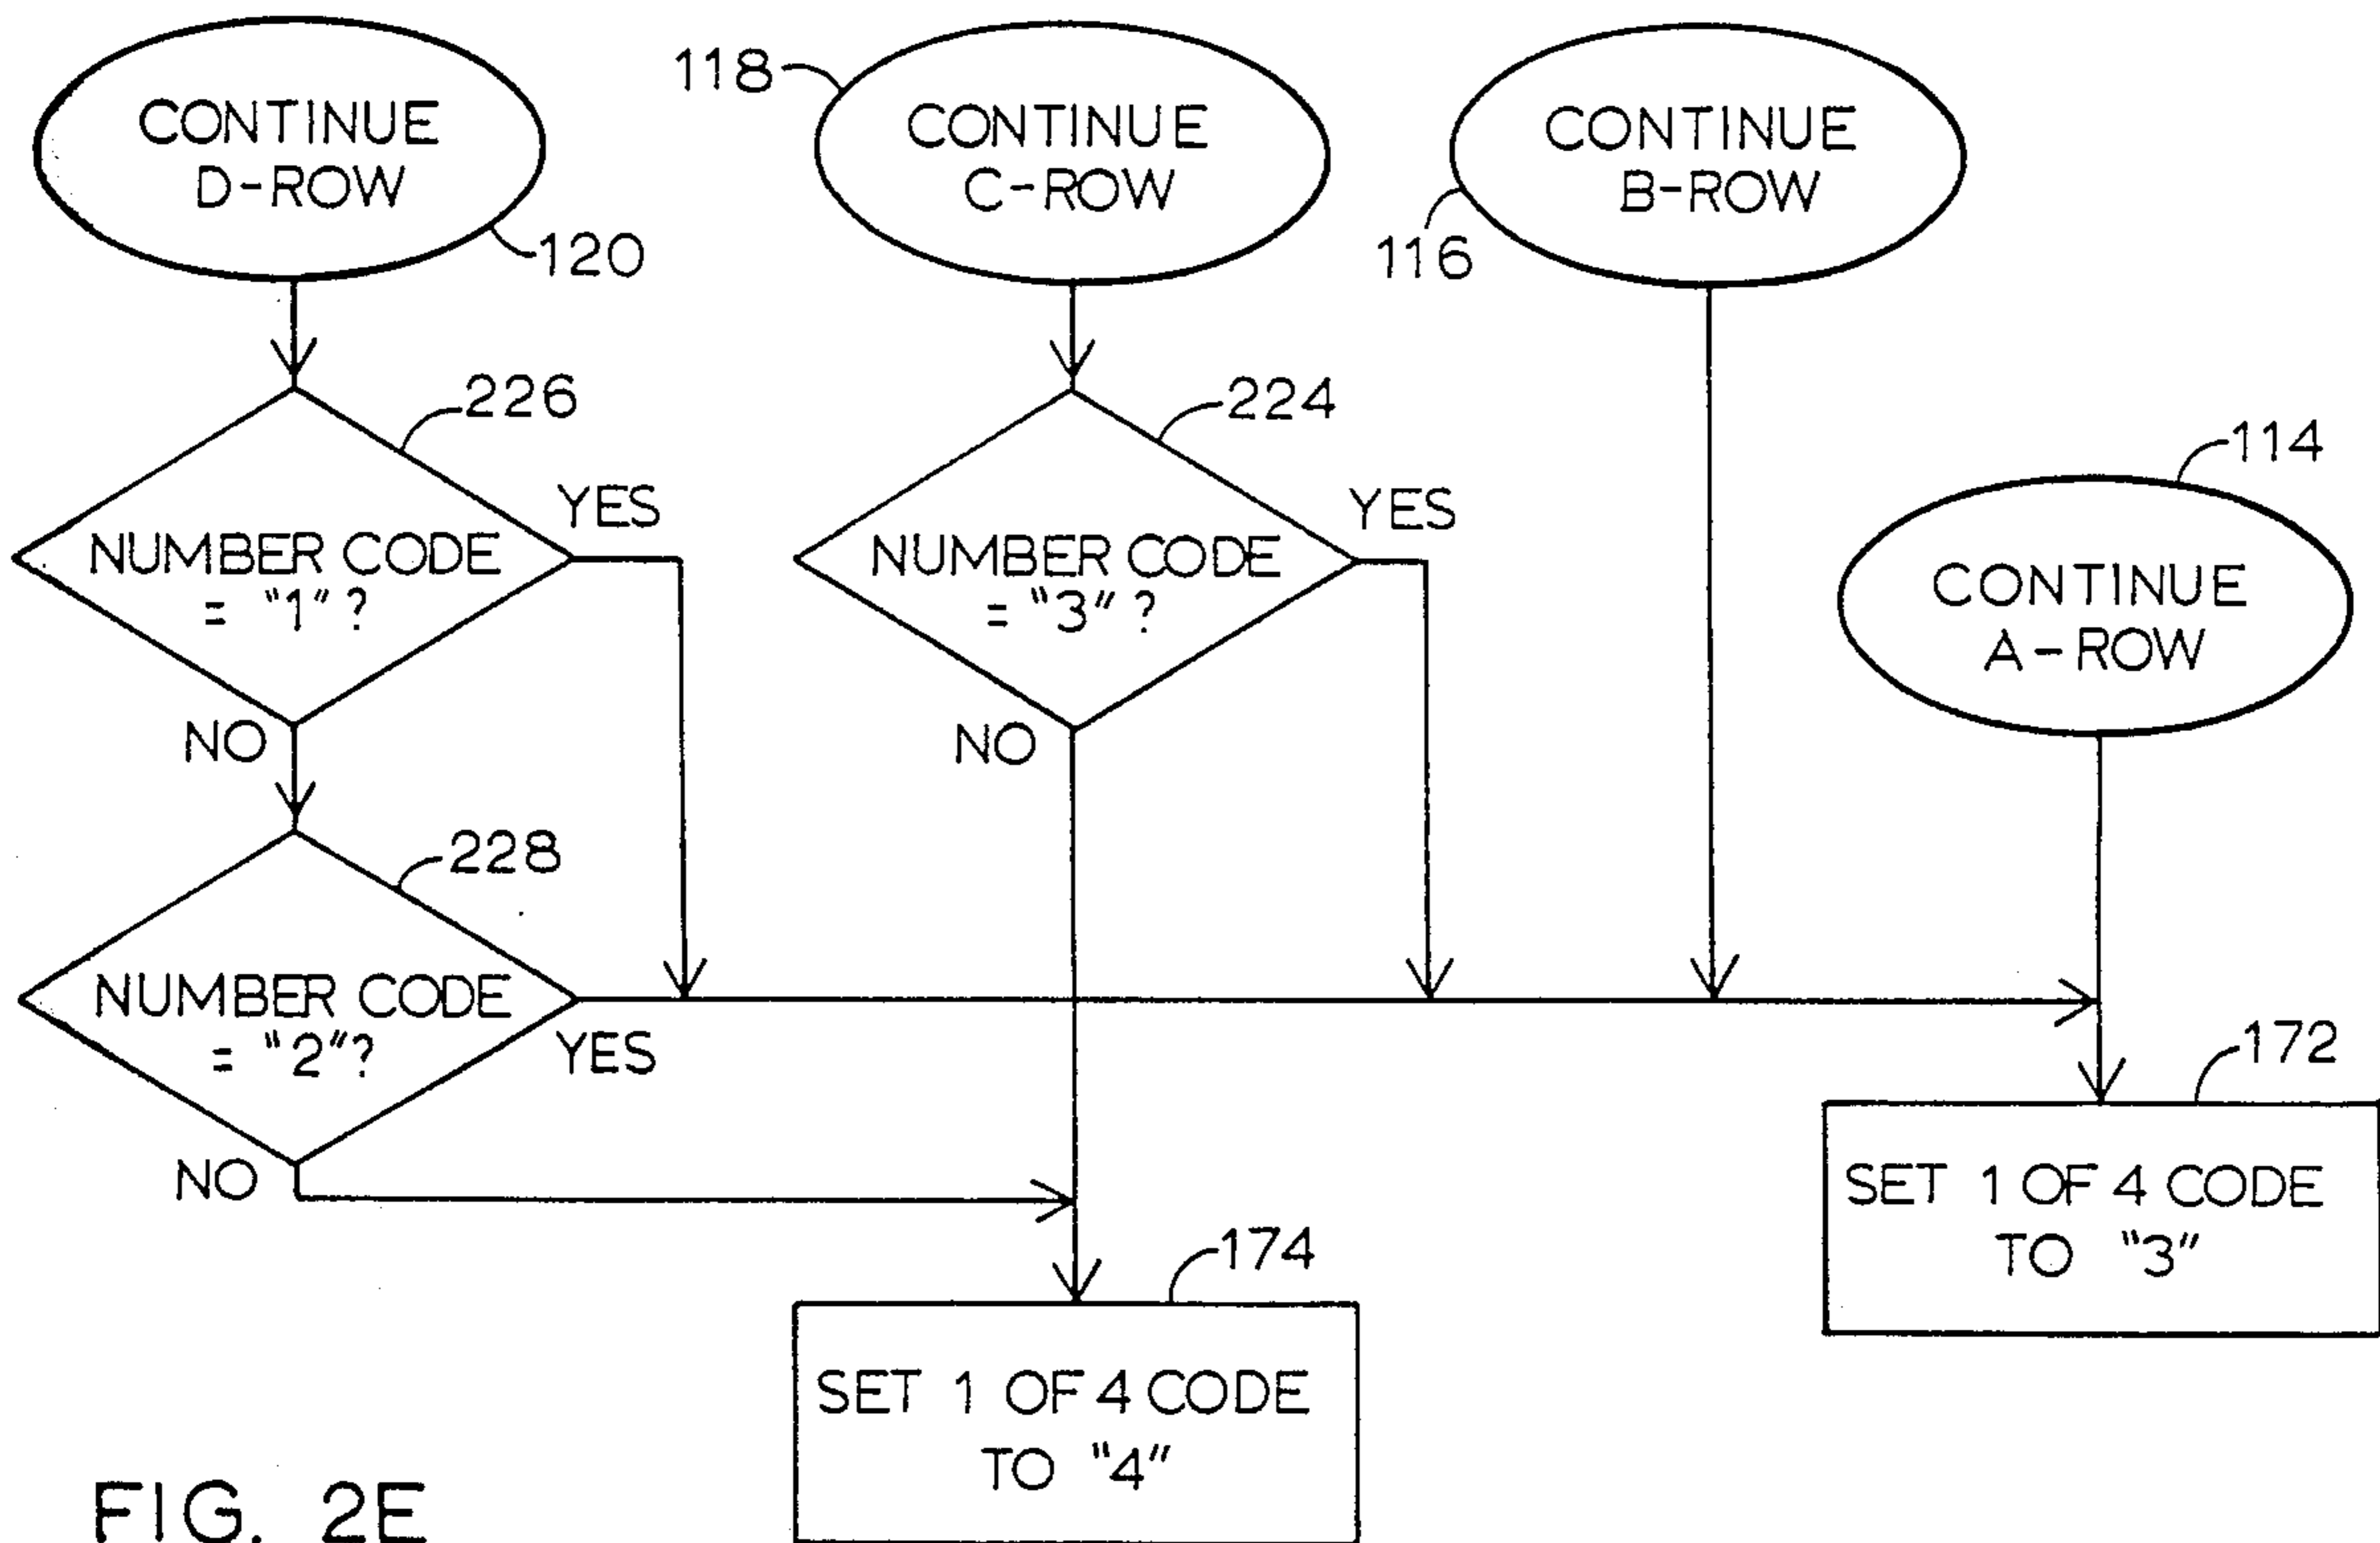 CONTINUE
D-ROW
120
118
CONTINUE
C-ROW
CONTINUE
B-ROW
116
226
NUMBER CODE
= "1"?
YES
NO
224
NUMBER CODE
= "3"?
YES
NO
114
CONTINUE
A-ROW
228
NUMBER CODE
= "2"?
YES
NO
172
SET 1 OF 4 CODE
TO "3"
174
SET 1 OF 4 CODE
TO "4"
FIG. 2E